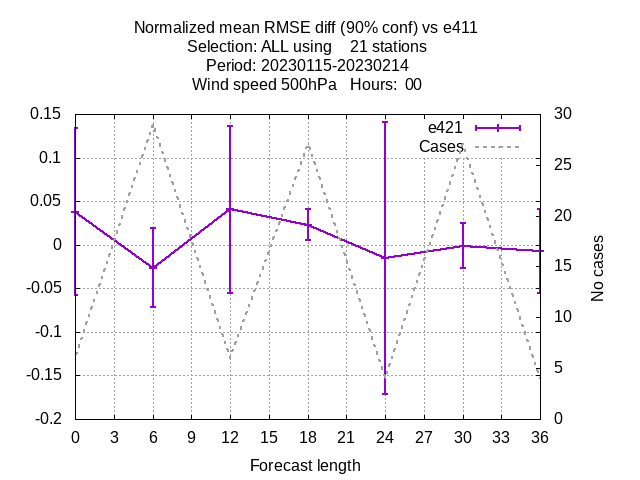 Normalized mean RMSE diff (90% conf) vs e411
Selection: ALL using    21 stations
Period: 20230115-20230214
Wind speed 500hPa   Hours:  00
e421
Cases
0.15
0.1
0.05
0
-0.05
-0.1
-0.15
-0.2
30
25
20
15
10
5
0
No cases
0 3 6 9 12 15 18 21 24 27 30 33 36
Forecast length